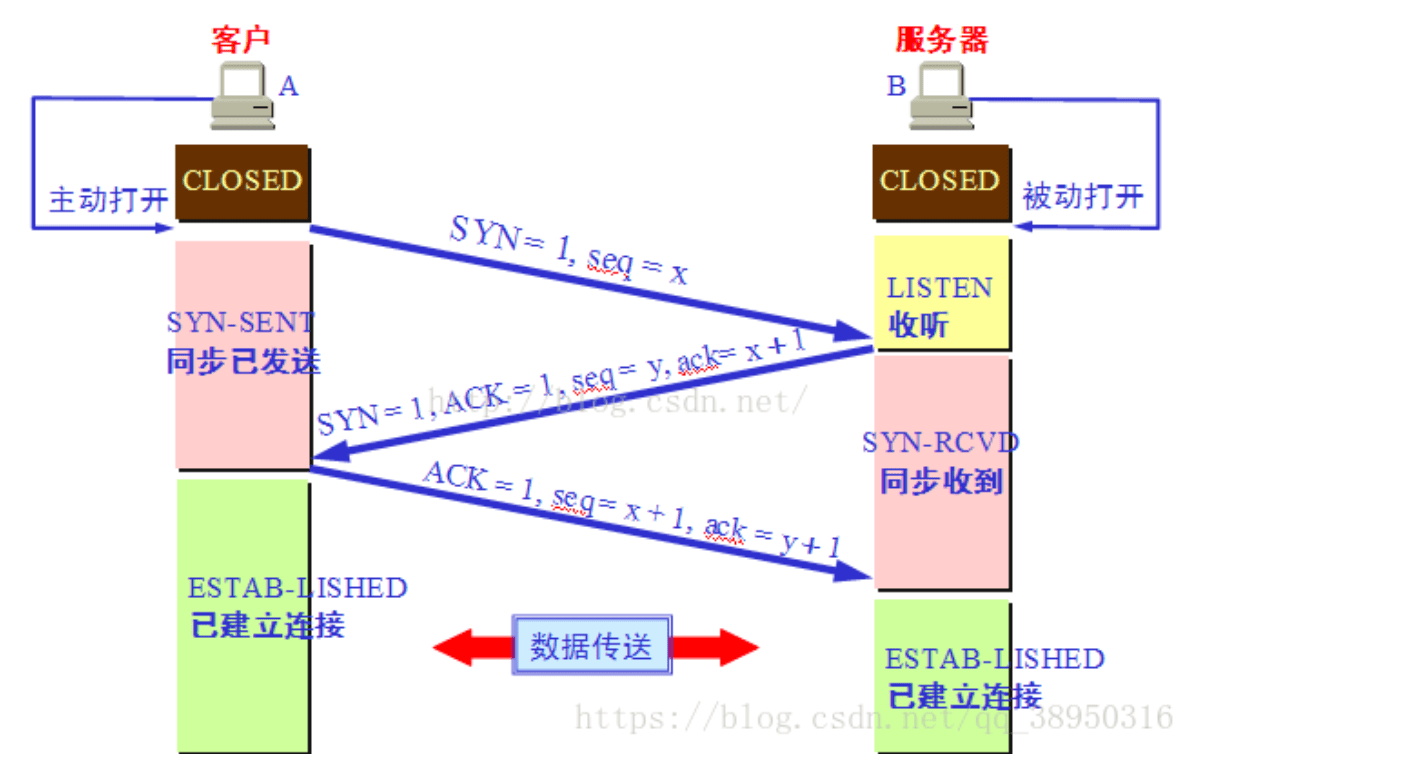 客户
服务器
A
B
CLOSED
CLOSED
主动打开
被动打开
SYN = 1, seq = x
LISTEN
收听
SYN-SENT
同步已发送
SYN = 1, ACK = 1, seq = y, ack= x + 1
http://blog.csdn.net/
SYN-RCVD
同步收到
ACK = 1, seq = x + 1, ack = y + 1
ESTAB-LISHED
已建立连接
数据传送
ESTAB-LISHED
已建立连接
https://blog.csdn.net/qq_38950316